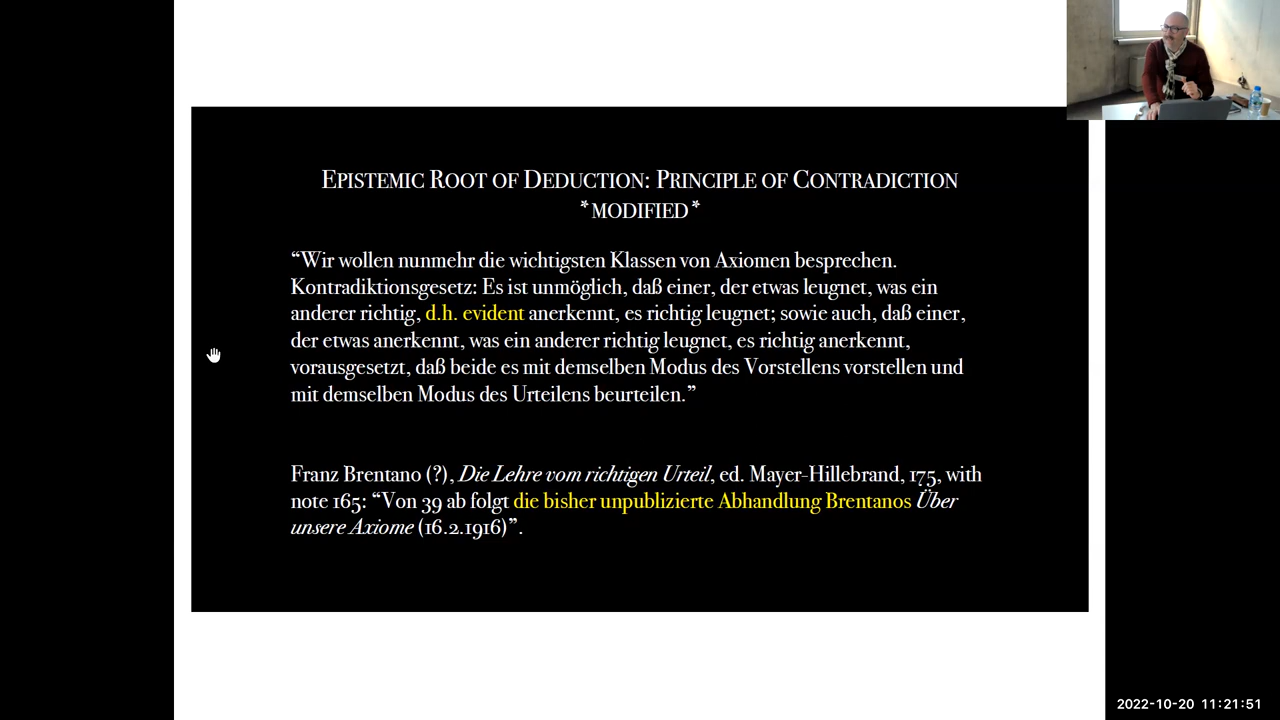 EPISTEMIC ROOT OF DEDUCTION: PRINCIPLE OF CONTRADICTION
*MODIFIED*
“Wir wollen nunmehr die wichtigsten Klassen von Axiomen besprechen.
Kontradiktionsgesetz: Es ist unmöglich, daß einer, der etwas leugnet, was ein
anderer richtig, d.h. evident anerkennt, es richtig leugnet; sowie auch, daß einer,
der etwas anerkennt, was ein anderer richtig leugnet, es richtig anerkennt,
vorausgesetzt, daß beide es mit demselben Modus des Vorstellens vorstellen und
mit demselben Modus des Urteilens beurteilen.”
Franz Brentano (?), Die Lehre vom richtigen Urteil, ed. Mayer-Hillebrand, 175, with
note 165: “Von 39 ab folgt die bisher unpublizierte Abhandlung Brentanos Über
unsere Axiome (16.2.1916)”.
2022-10-20 11:21:51